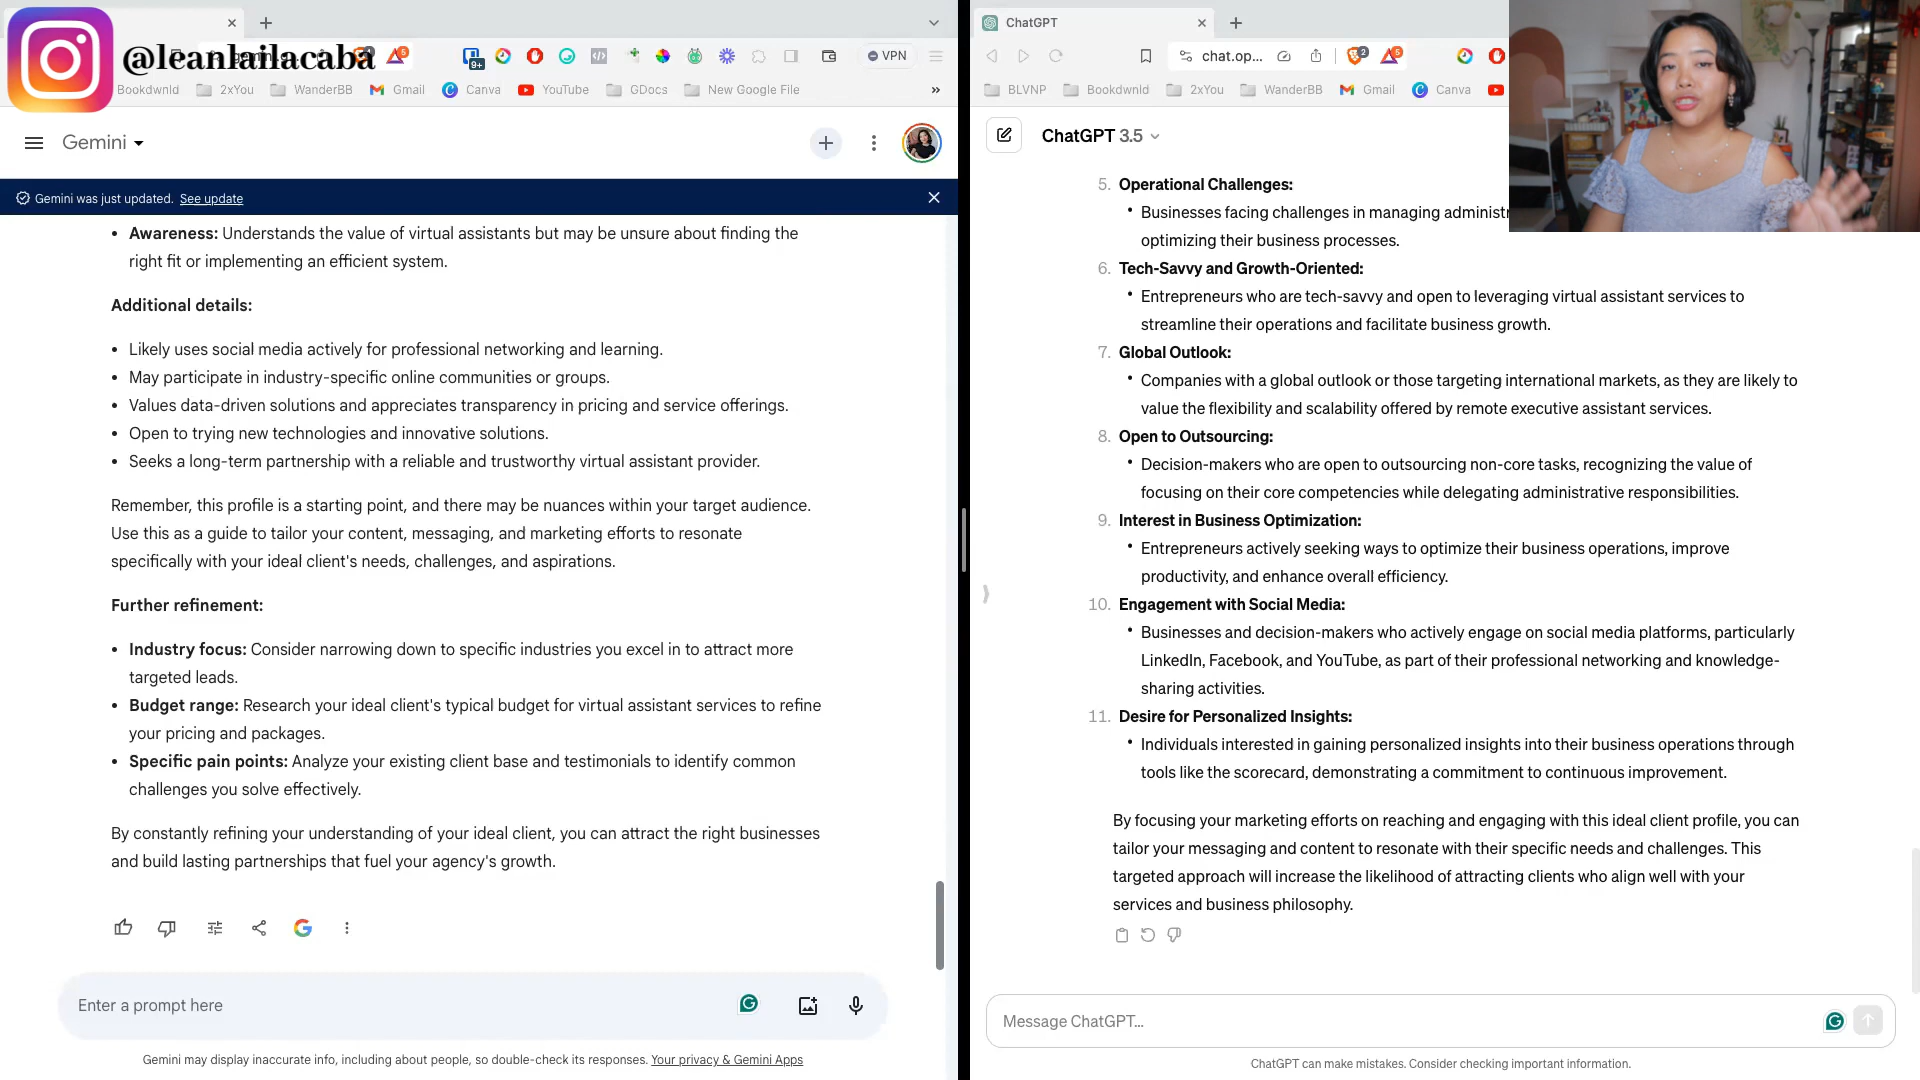 @leanlailacaba
VPN
9+
6
Bookdwnld
2xYou
WanderBB
Gmail
Canva
YouTube
GDocs
New Google File
»
Gemini
Gemini was just updated. See update
• Awareness: Understands the value of virtual assistants but may be unsure about finding the
right fit or implementing an efficient system.
Additional details:
• Likely uses social media actively for professional networking and learning.
• May participate in industry-specific online communities or groups.
• Values data-driven solutions and appreciates transparency in pricing and service offerings.
• Open to trying new technologies and innovative solutions.
• Seeks a long-term partnership with a reliable and trustworthy virtual assistant provider.
Remember, this profile is a starting point, and there may be nuances within your target audience.
Use this as a guide to tailor your content, messaging, and marketing efforts to resonate
specifically with your ideal client's needs, challenges, and aspirations.
Further refinement:
• Industry focus: Consider narrowing down to specific industries you excel in to attract more
targeted leads.
• Budget range: Research your ideal client's typical budget for virtual assistant services to refine
your pricing and packages.
• Specific pain points: Analyze your existing client base and testimonials to identify common
challenges you solve effectively.
By constantly refining your understanding of your ideal client, you can attract the right businesses
and build lasting partnerships that fuel your agency's growth.
Enter a prompt here
Gemini may display inaccurate info, including about people, so double-check its responses. Your privacy & Gemini Apps
ChatGPT
chat.op...
2
5
BLVNP
Bookdwnld
2xYou
WanderBB
Gmail
Canva
ChatGPT 3.5
5. Operational Challenges:
• Businesses facing challenges in managing administr
optimizing their business processes.
6. Tech-Savvy and Growth-Oriented:
• Entrepreneurs who are tech-savvy and open to leveraging virtual assistant services to
streamline their operations and facilitate business growth.
7. Global Outlook:
• Companies with a global outlook or those targeting international markets, as they are likely to
value the flexibility and scalability offered by remote executive assistant services.
8. Open to Outsourcing:
• Decision-makers who are open to outsourcing non-core tasks, recognizing the value of
focusing on their core competencies while delegating administrative responsibilities.
9. Interest in Business Optimization:
• Entrepreneurs actively seeking ways to optimize their business operations, improve
productivity, and enhance overall efficiency.
10. Engagement with Social Media:
• Businesses and decision-makers who actively engage on social media platforms, particularly
LinkedIn, Facebook, and YouTube, as part of their professional networking and knowledge-
sharing activities.
11. Desire for Personalized Insights:
• Individuals interested in gaining personalized insights into their business operations through
tools like the scorecard, demonstrating a commitment to continuous improvement.
By focusing your marketing efforts on reaching and engaging with this ideal client profile, you can
tailor your messaging and content to resonate with their specific needs and challenges. This
targeted approach will increase the likelihood of attracting clients who align well with your
services and business philosophy.
Message ChatGPT...
ChatGPT can make mistakes. Consider checking important information.